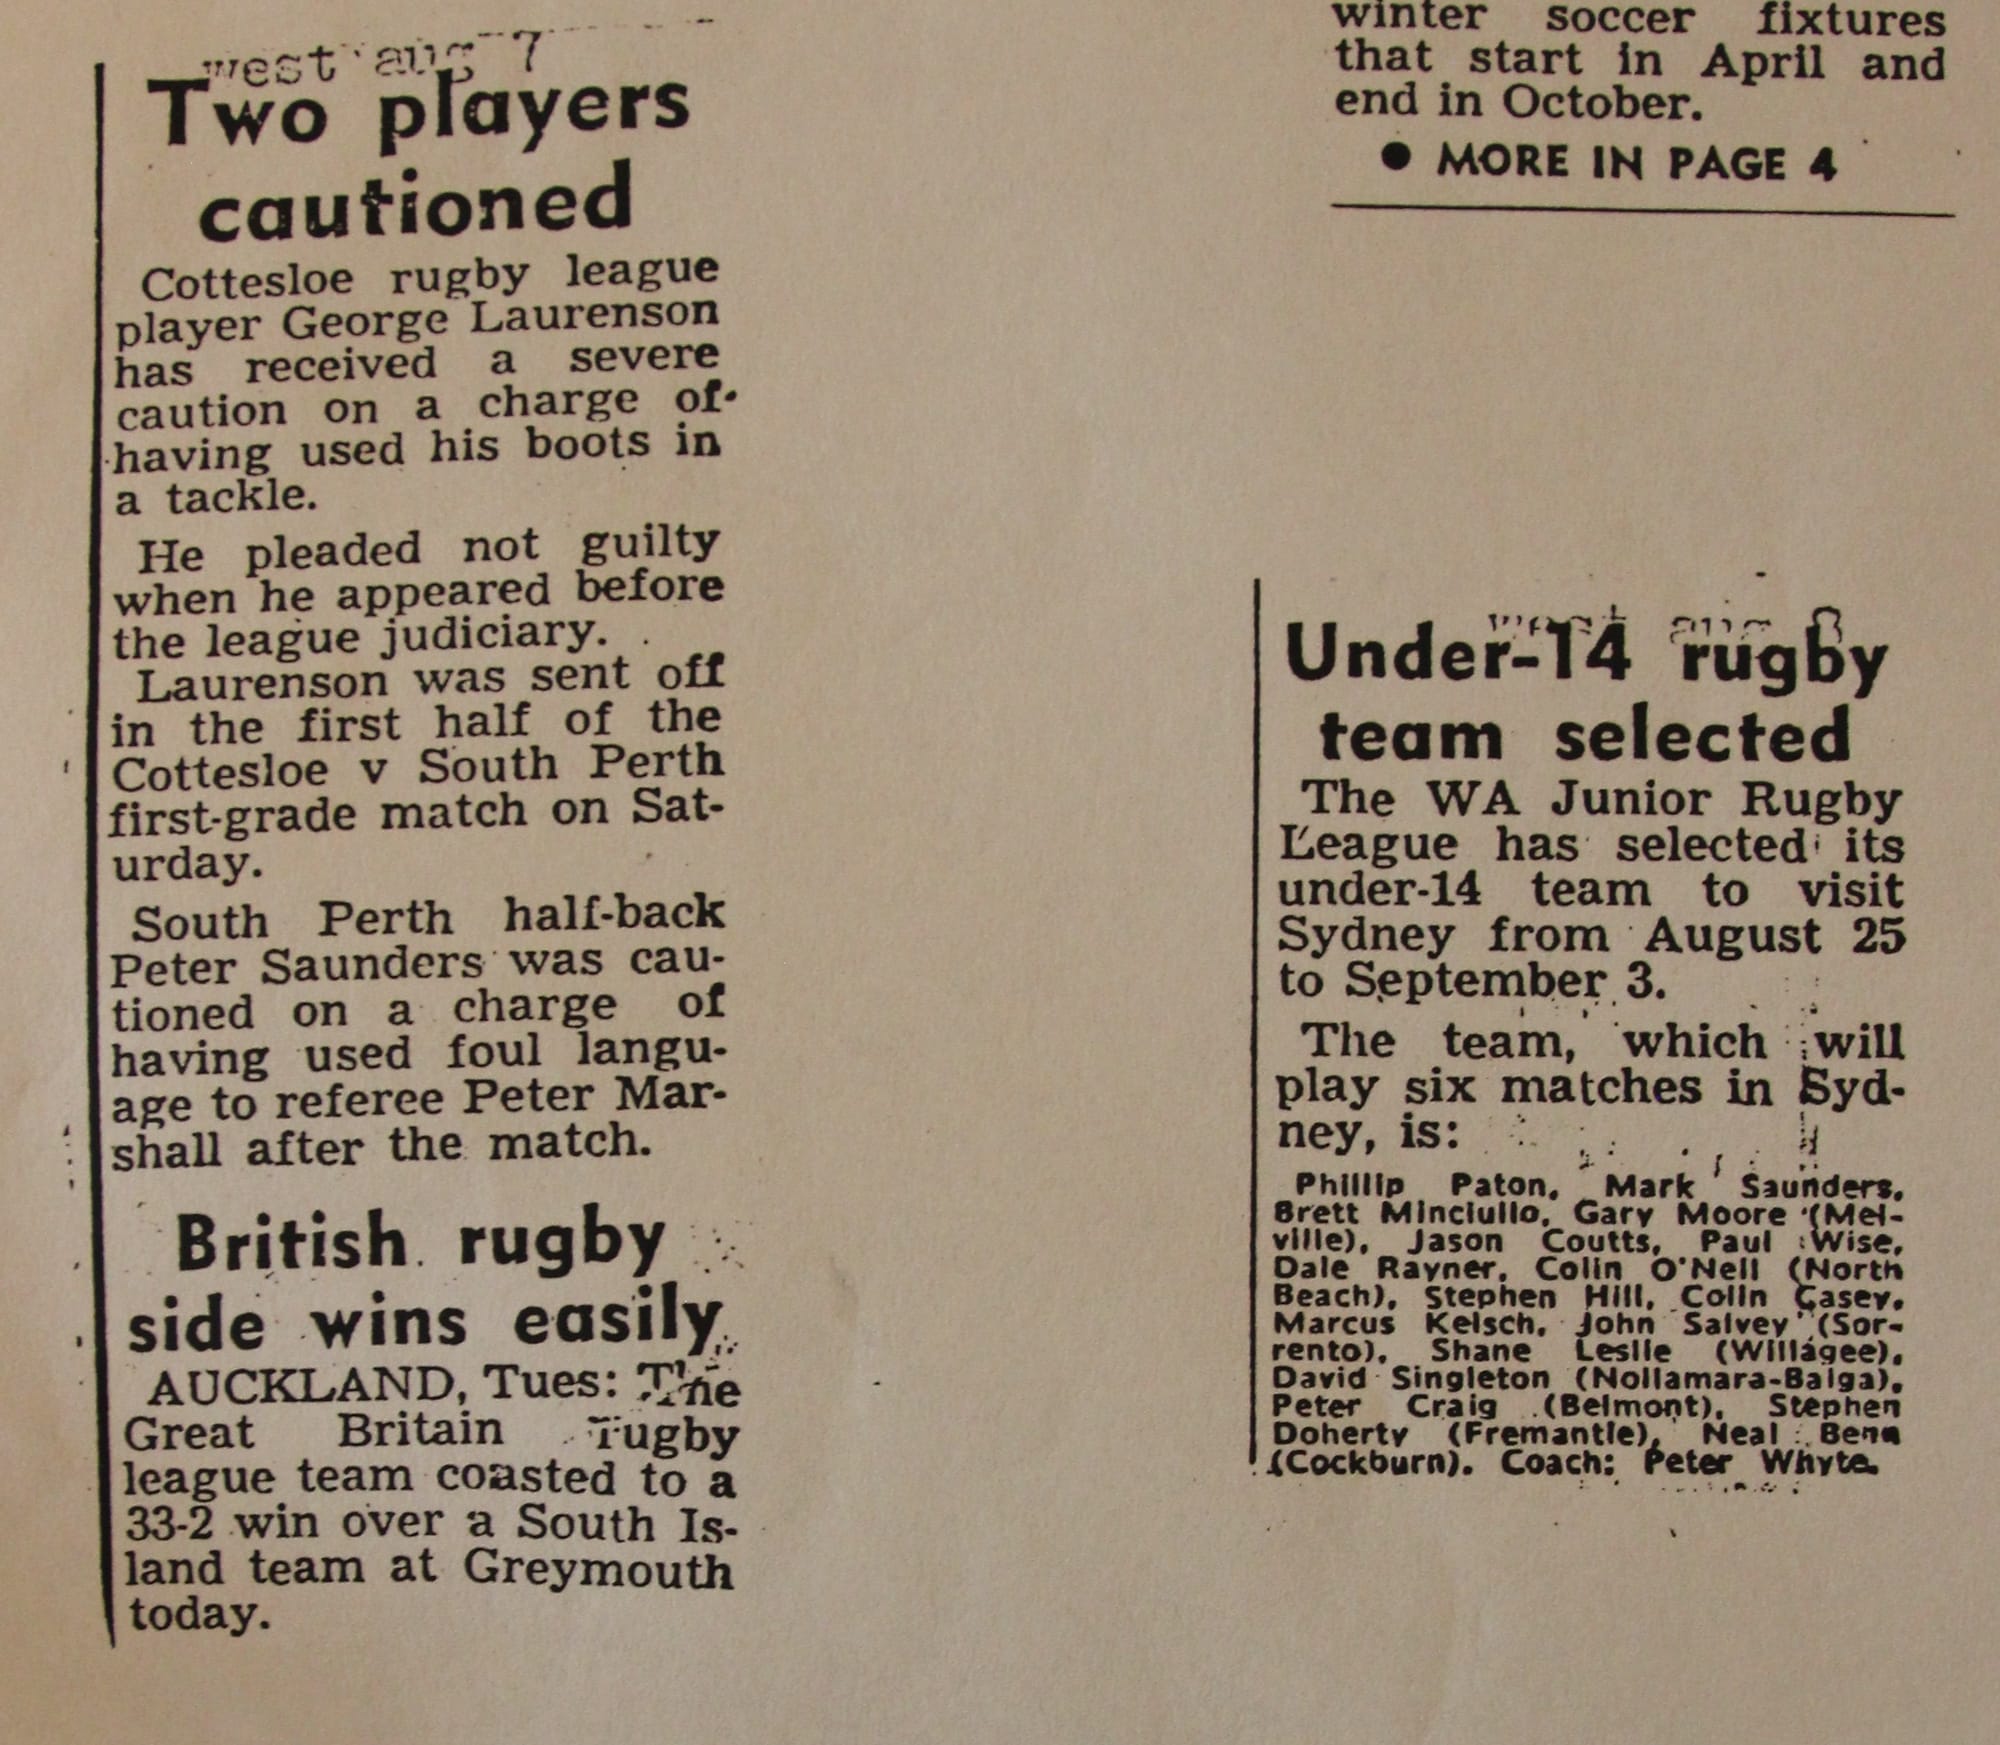 west aug 7
Two players
cautioned
Cottesloe rugby league
player George Laurenson
has received a severe
caution on a charge of
having used his boots in
a tackle.
He pleaded not guilty
when he appeared before
the league judiciary.
Laurenson was sent off
in the first half of the
Cottesloe v South Perth
first-grade match on Sat-
urday.
South Perth half-back
Peter Saunders was cau-
tioned on a charge of
having used foul langu-
age to referee Peter Mar-
shall after the match.
British rugby
side wins easily
AUCKLAND, Tues: The
Great Britain rugby
league team coasted to a
33-2 win over a South Is-
land team at Greymouth
today.
winter soccer fixtures
that start in April and
end in October.
● MORE IN PAGE 4
west aug 8
Under-14 rugby
team selected
The WA Junior Rugby
League has selected its
under-14 team to visit
Sydney from August 25
to September 3.
The team, which will
play six matches in Syd-
ney, is:
Phillip Paton, Mark Saunders,
Brett Minciullo, Gary Moore (Mel-
ville), Jason Coutts, Paul Wise,
Dale Rayner, Colin O'Neil (North
Beach), Stephen Hill, Colin Casey,
Marcus Kelsch, John Salvey (Sor-
rento), Shane Leslie (Willagee),
David Singleton (Nollamara-Balga),
Peter Craig (Belmont), Stephen
Doherty (Fremantle), Neal Benn
(Cockburn). Coach: Peter Whyte.